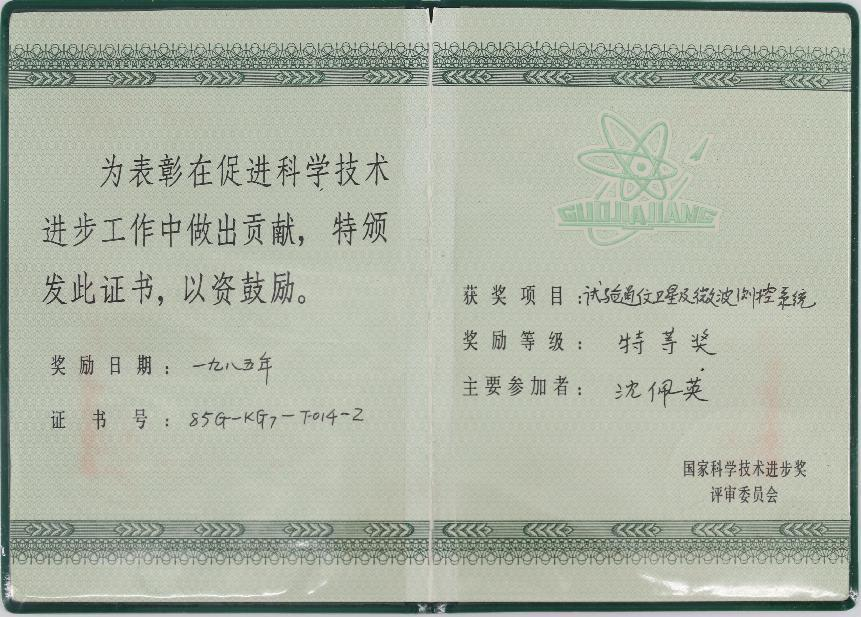 为表彰在促进科学技术
进步工作中做出贡献，特颁
发此证书，以资鼓励。
奖励日期：一九八五年
证书号：85G-KG7-T014-2
GUOJIAJIANG
获奖项目：试验通信卫星及微波测控系统
奖励等级：特等奖
主要参加者：沈佩英
国家科学技术进步奖
评审委员会